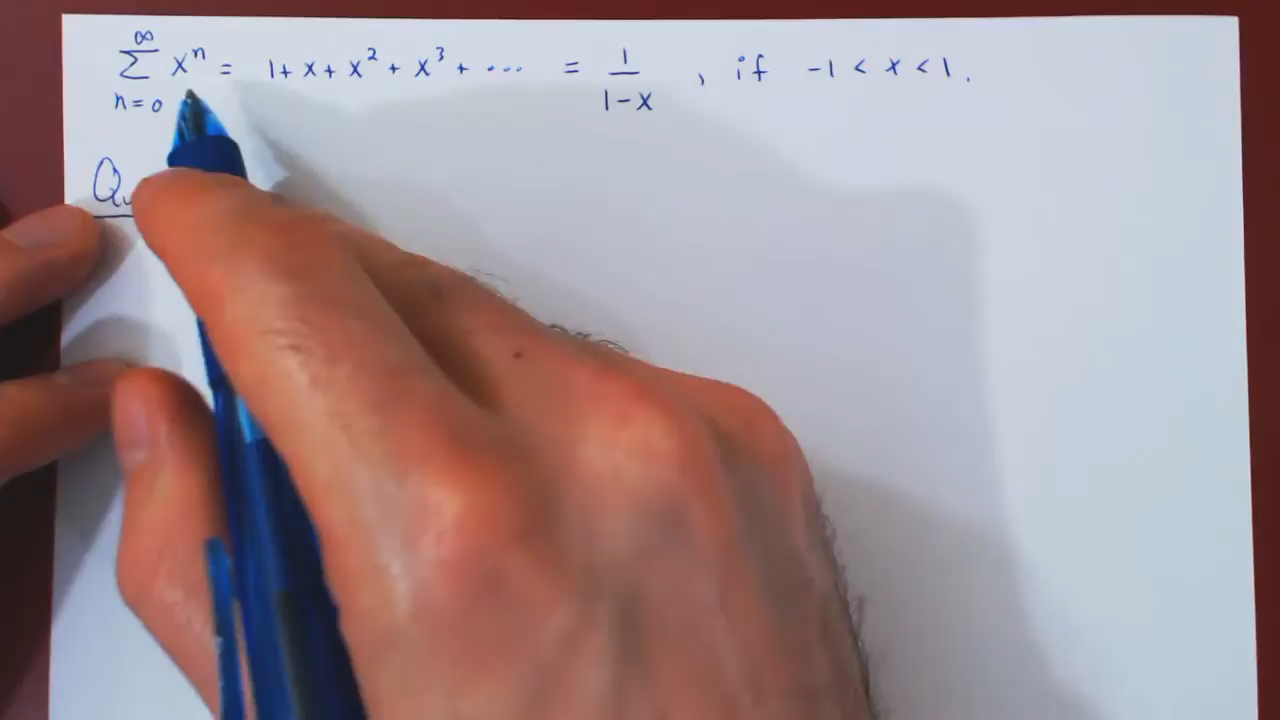 ∞
∑ xⁿ = 1 + x + x² + x³ + ⋯ = 1/(1-x) , if -1 < x < 1.
n=0